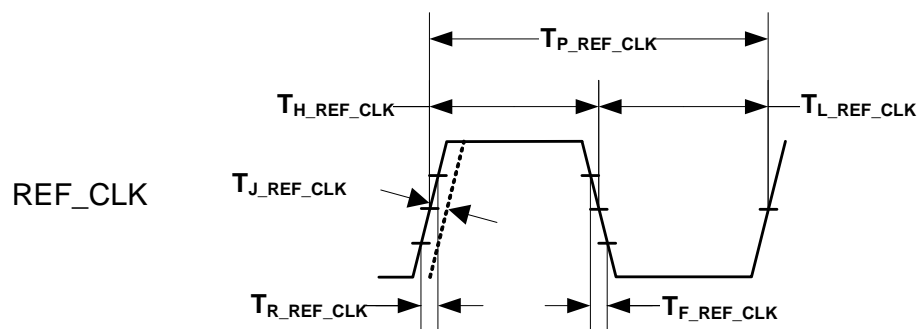 TP_REF_CLK
TH_REF_CLK
TL_REF_CLK
TJ_REF_CLK
REF_CLK
TR_REF_CLK
TF_REF_CLK